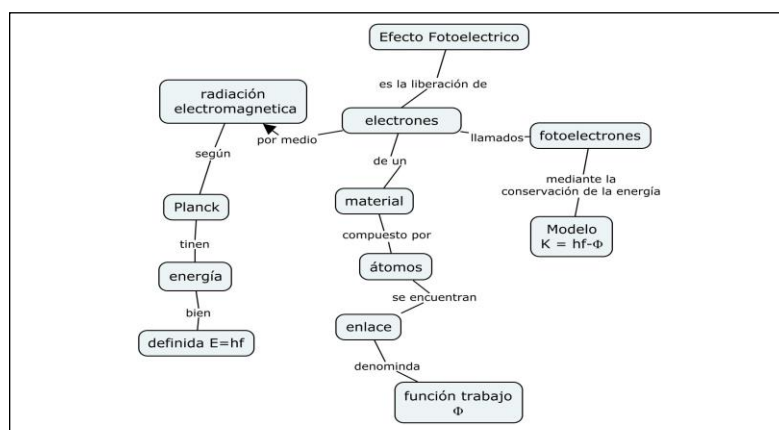 Efecto Fotoelectrico
es la liberación de
radiación
electromagnetica
por medio
electrones
llamados
fotoelectrones
según
de un
mediante la
conservación de la energía
Planck
material
Modelo
K = hf-Φ
tinen
compuesto por
energía
átomos
se encuentran
bien
enlace
definida E=hf
denominda
función trabajo
Φ